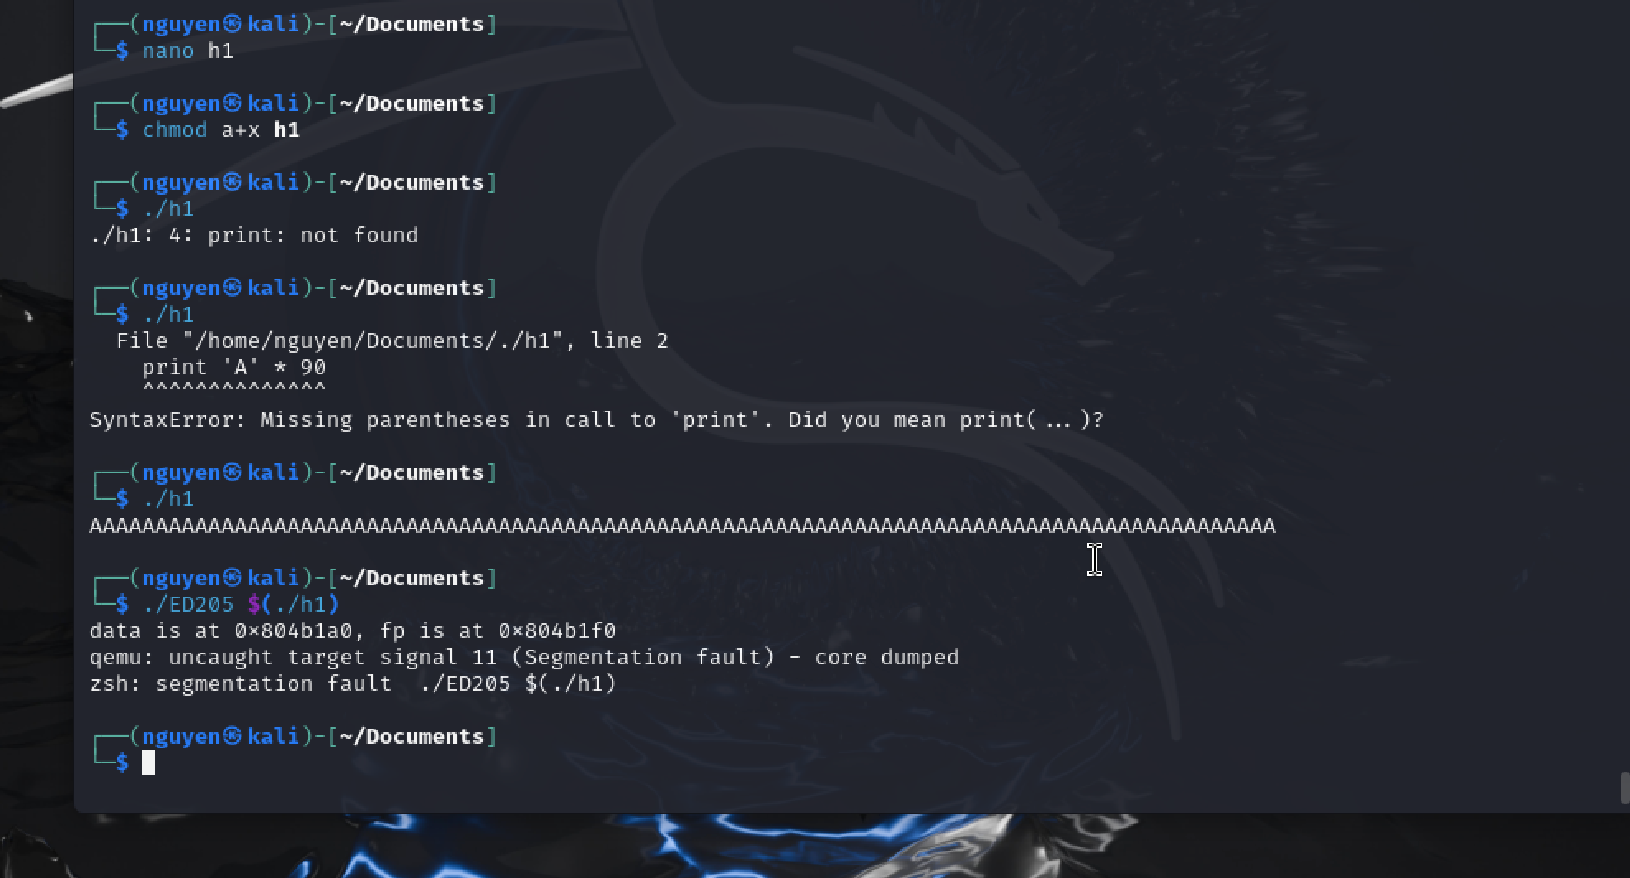 ┌──(nguyen㉿kali)-[~/Documents]
└─$ nano h1
┌──(nguyen㉿kali)-[~/Documents]
└─$ chmod a+x h1
┌──(nguyen㉿kali)-[~/Documents]
└─$ ./h1
./h1: 4: print: not found
┌──(nguyen㉿kali)-[~/Documents]
└─$ ./h1
  File "/home/nguyen/Documents/./h1", line 2
    print 'A' * 90
    ^^^^^^^^^^^^^^
SyntaxError: Missing parentheses in call to 'print'. Did you mean print(...)?
┌──(nguyen㉿kali)-[~/Documents]
└─$ ./h1
AAAAAAAAAAAAAAAAAAAAAAAAAAAAAAAAAAAAAAAAAAAAAAAAAAAAAAAAAAAAAAAAAAAAAAAAAAAAAAAAAAAAAAAAAA
┌──(nguyen㉿kali)-[~/Documents]
└─$ ./ED205 $(./h1)
data is at 0×804b1a0, fp is at 0×804b1f0
qemu: uncaught target signal 11 (Segmentation fault) - core dumped
zsh: segmentation fault  ./ED205 $(./h1)
┌──(nguyen㉿kali)-[~/Documents]
└─$